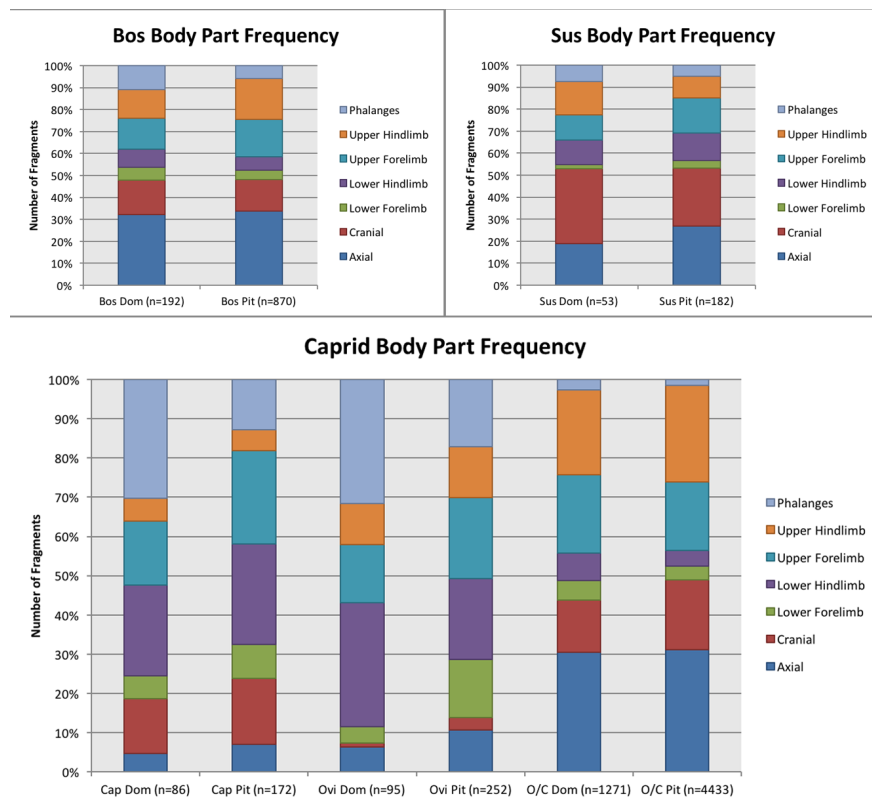 Bos Body Part Frequency
Number of Fragments
100%
90%
80%
70%
60%
50%
40%
30%
20%
10%
0%
Bos Dom (n=192) Bos Pit (n=870)
Phalanges
Upper Hindlimb
Upper Forelimb
Lower Hindlimb
Lower Forelimb
Cranial
Axial
Sus Body Part Frequency
Number of Fragments
100%
90%
80%
70%
60%
50%
40%
30%
20%
10%
0%
Sus Dom (n=53) Sus Pit (n=182)
Phalanges
Upper Hindlimb
Upper Forelimb
Lower Hindlimb
Lower Forelimb
Cranial
Axial
Caprid Body Part Frequency
Number of Fragments
100%
90%
80%
70%
60%
50%
40%
30%
20%
10%
0%
Cap Dom (n=86) Cap Pit (n=172) Ovi Dom (n=95) Ovi Pit (n=252) O/C Dom (n=1271) O/C Pit (n=4433)
Phalanges
Upper Hindlimb
Upper Forelimb
Lower Hindlimb
Lower Forelimb
Cranial
Axial